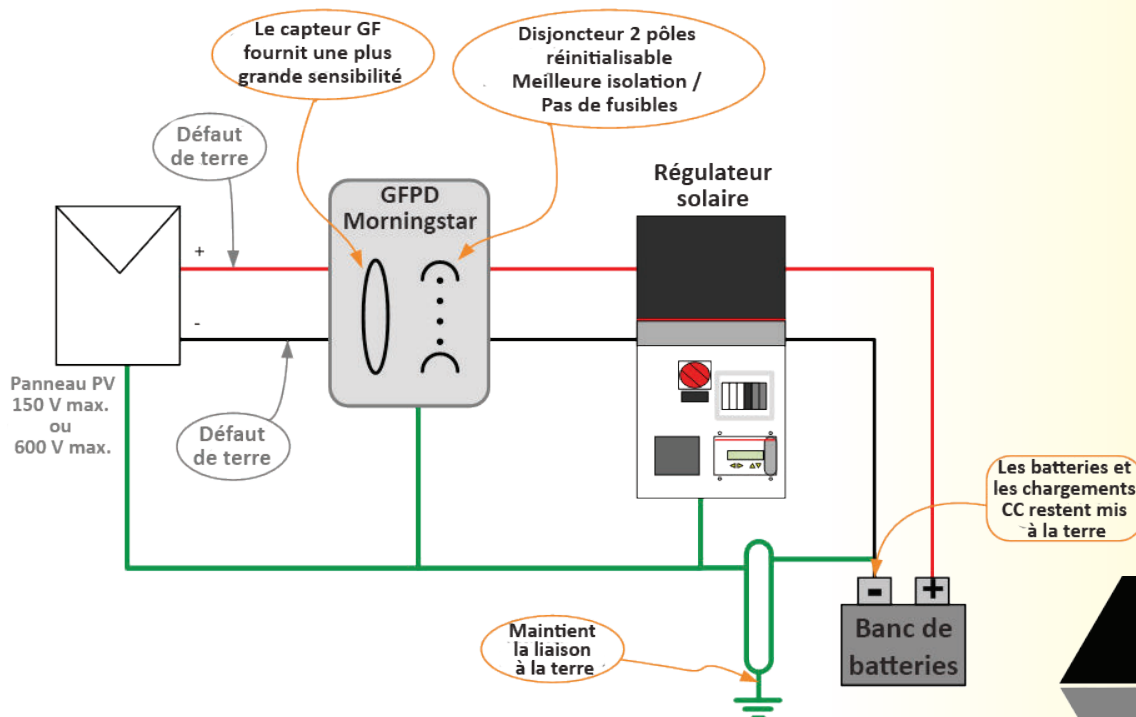 Le capteur GF
fournit une plus
grande sensibilité
Disjoncteur 2 pôles
réinitialisable
Meilleure isolation /
Pas de fusibles
Défaut
de terre
GFPD
Morningstar
Régulateur
solaire
+
-
Panneau PV
150 V max.
ou
600 V max.
Défaut
de terre
Les batteries et
les chargements
CC restent mis
à la terre
Maintient
la liaison
à la terre
- +
Banc de
batteries